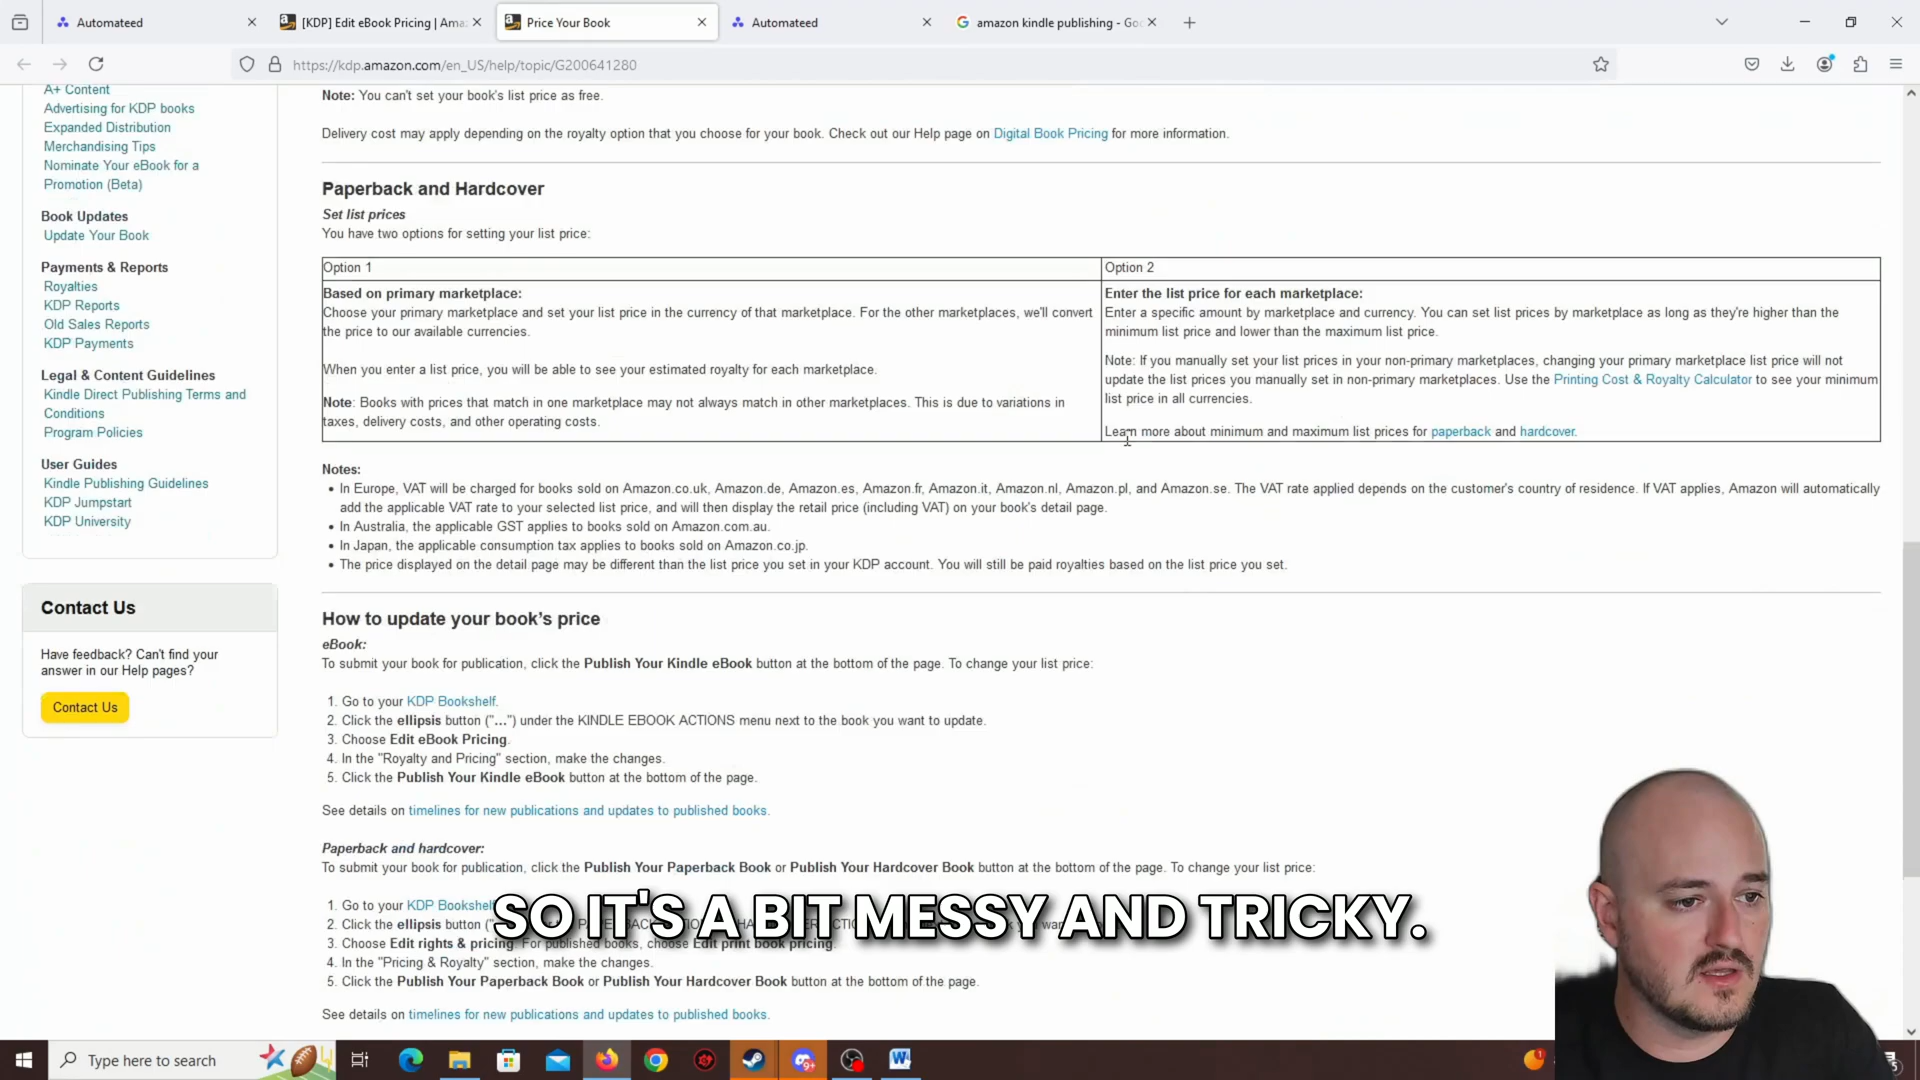 Automateed
[KDP] Edit eBook Pricing | Ama
Price Your Book
Automateed
amazon kindle publishing - Goo
https://kdp.amazon.com/en_US/help/topic/G200641280
A+ Content
Advertising for KDP books
Expanded Distribution
Merchandising Tips
Nominate Your eBook for a
Promotion (Beta)
Book Updates
Update Your Book
Payments & Reports
Royalties
KDP Reports
Old Sales Reports
KDP Payments
Legal & Content Guidelines
Kindle Direct Publishing Terms and
Conditions
Program Policies
User Guides
Kindle Publishing Guidelines
KDP Jumpstart
KDP University
Contact Us
Have feedback? Can't find your
answer in our Help pages?
Contact Us
Note: You can't set your book's list price as free.
Delivery cost may apply depending on the royalty option that you choose for your book. Check out our Help page on Digital Book Pricing for more information.
Paperback and Hardcover
Set list prices
You have two options for setting your list price:
Option 1
Based on primary marketplace:
Choose your primary marketplace and set your list price in the currency of that marketplace. For the other marketplaces, we'll convert
the price to our available currencies.
When you enter a list price, you will be able to see your estimated royalty for each marketplace.
Note: Books with prices that match in one marketplace may not always match in other marketplaces. This is due to variations in
taxes, delivery costs, and other operating costs.
Option 2
Enter the list price for each marketplace:
Enter a specific amount by marketplace and currency. You can set list prices by marketplace as long as they're higher than the
minimum list price and lower than the maximum list price.
Note: If you manually set your list prices in your non-primary marketplaces, changing your primary marketplace list price will not
update the list prices you manually set in non-primary marketplaces. Use the Printing Cost & Royalty Calculator to see your minimum
list price in all currencies.
Learn more about minimum and maximum list prices for paperback and hardcover.
Notes:
• In Europe, VAT will be charged for books sold on Amazon.co.uk, Amazon.de, Amazon.es, Amazon.fr, Amazon.it, Amazon.nl, Amazon.pl, and Amazon.se. The VAT rate applied depends on the customer's country of residence. If VAT applies, Amazon will automatically
add the applicable VAT rate to your selected list price, and will then display the retail price (including VAT) on your book's detail page.
• In Australia, the applicable GST applies to books sold on Amazon.com.au.
• In Japan, the applicable consumption tax applies to books sold on Amazon.co.jp.
• The price displayed on the detail page may be different than the list price you set in your KDP account. You will still be paid royalties based on the list price you set.
How to update your book's price
eBook:
To submit your book for publication, click the Publish Your Kindle eBook button at the bottom of the page. To change your list price:
1. Go to your KDP Bookshelf.
2. Click the ellipsis button ("...") under the KINDLE EBOOK ACTIONS menu next to the book you want to update.
3. Choose Edit eBook Pricing.
4. In the "Royalty and Pricing" section, make the changes.
5. Click the Publish Your Kindle eBook button at the bottom of the page.
See details on timelines for new publications and updates to published books.
Paperback and hardcover:
To submit your book for publication, click the Publish Your Paperback Book or Publish Your Hardcover Book button at the bottom of the page. To change your list price:
1. Go to your KDP Bookshelf
2. Click the ellipsis button
3. Choose Edit rights & pricing. For published books, choose Edit print book pricing.
4. In the "Pricing & Royalty" section, make the changes.
5. Click the Publish Your Paperback Book or Publish Your Hardcover Book button at the bottom of the page.
See details on timelines for new publications and updates to published books.
SO IT'S A BIT MESSY AND TRICKY.
Type here to search